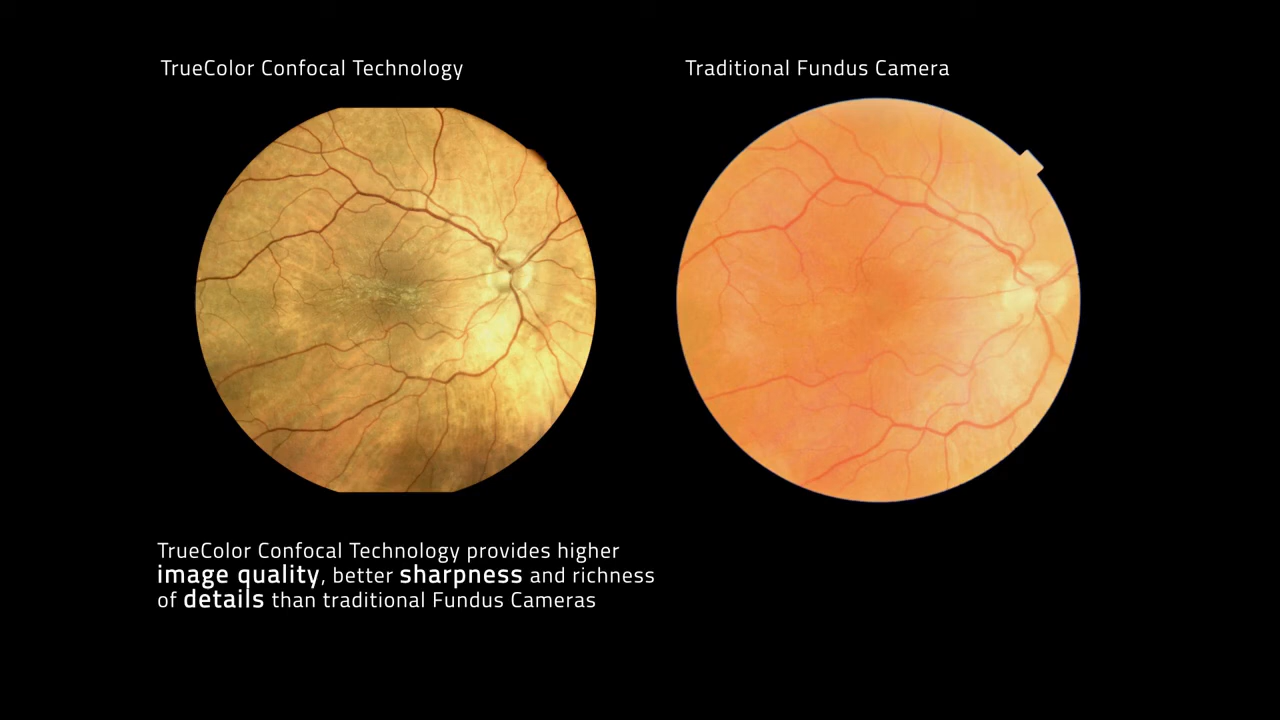 TrueColor Confocal Technology
Traditional Fundus Camera
TrueColor Confocal Technology provides higher
image quality, better sharpness and richness
of details than traditional Fundus Cameras